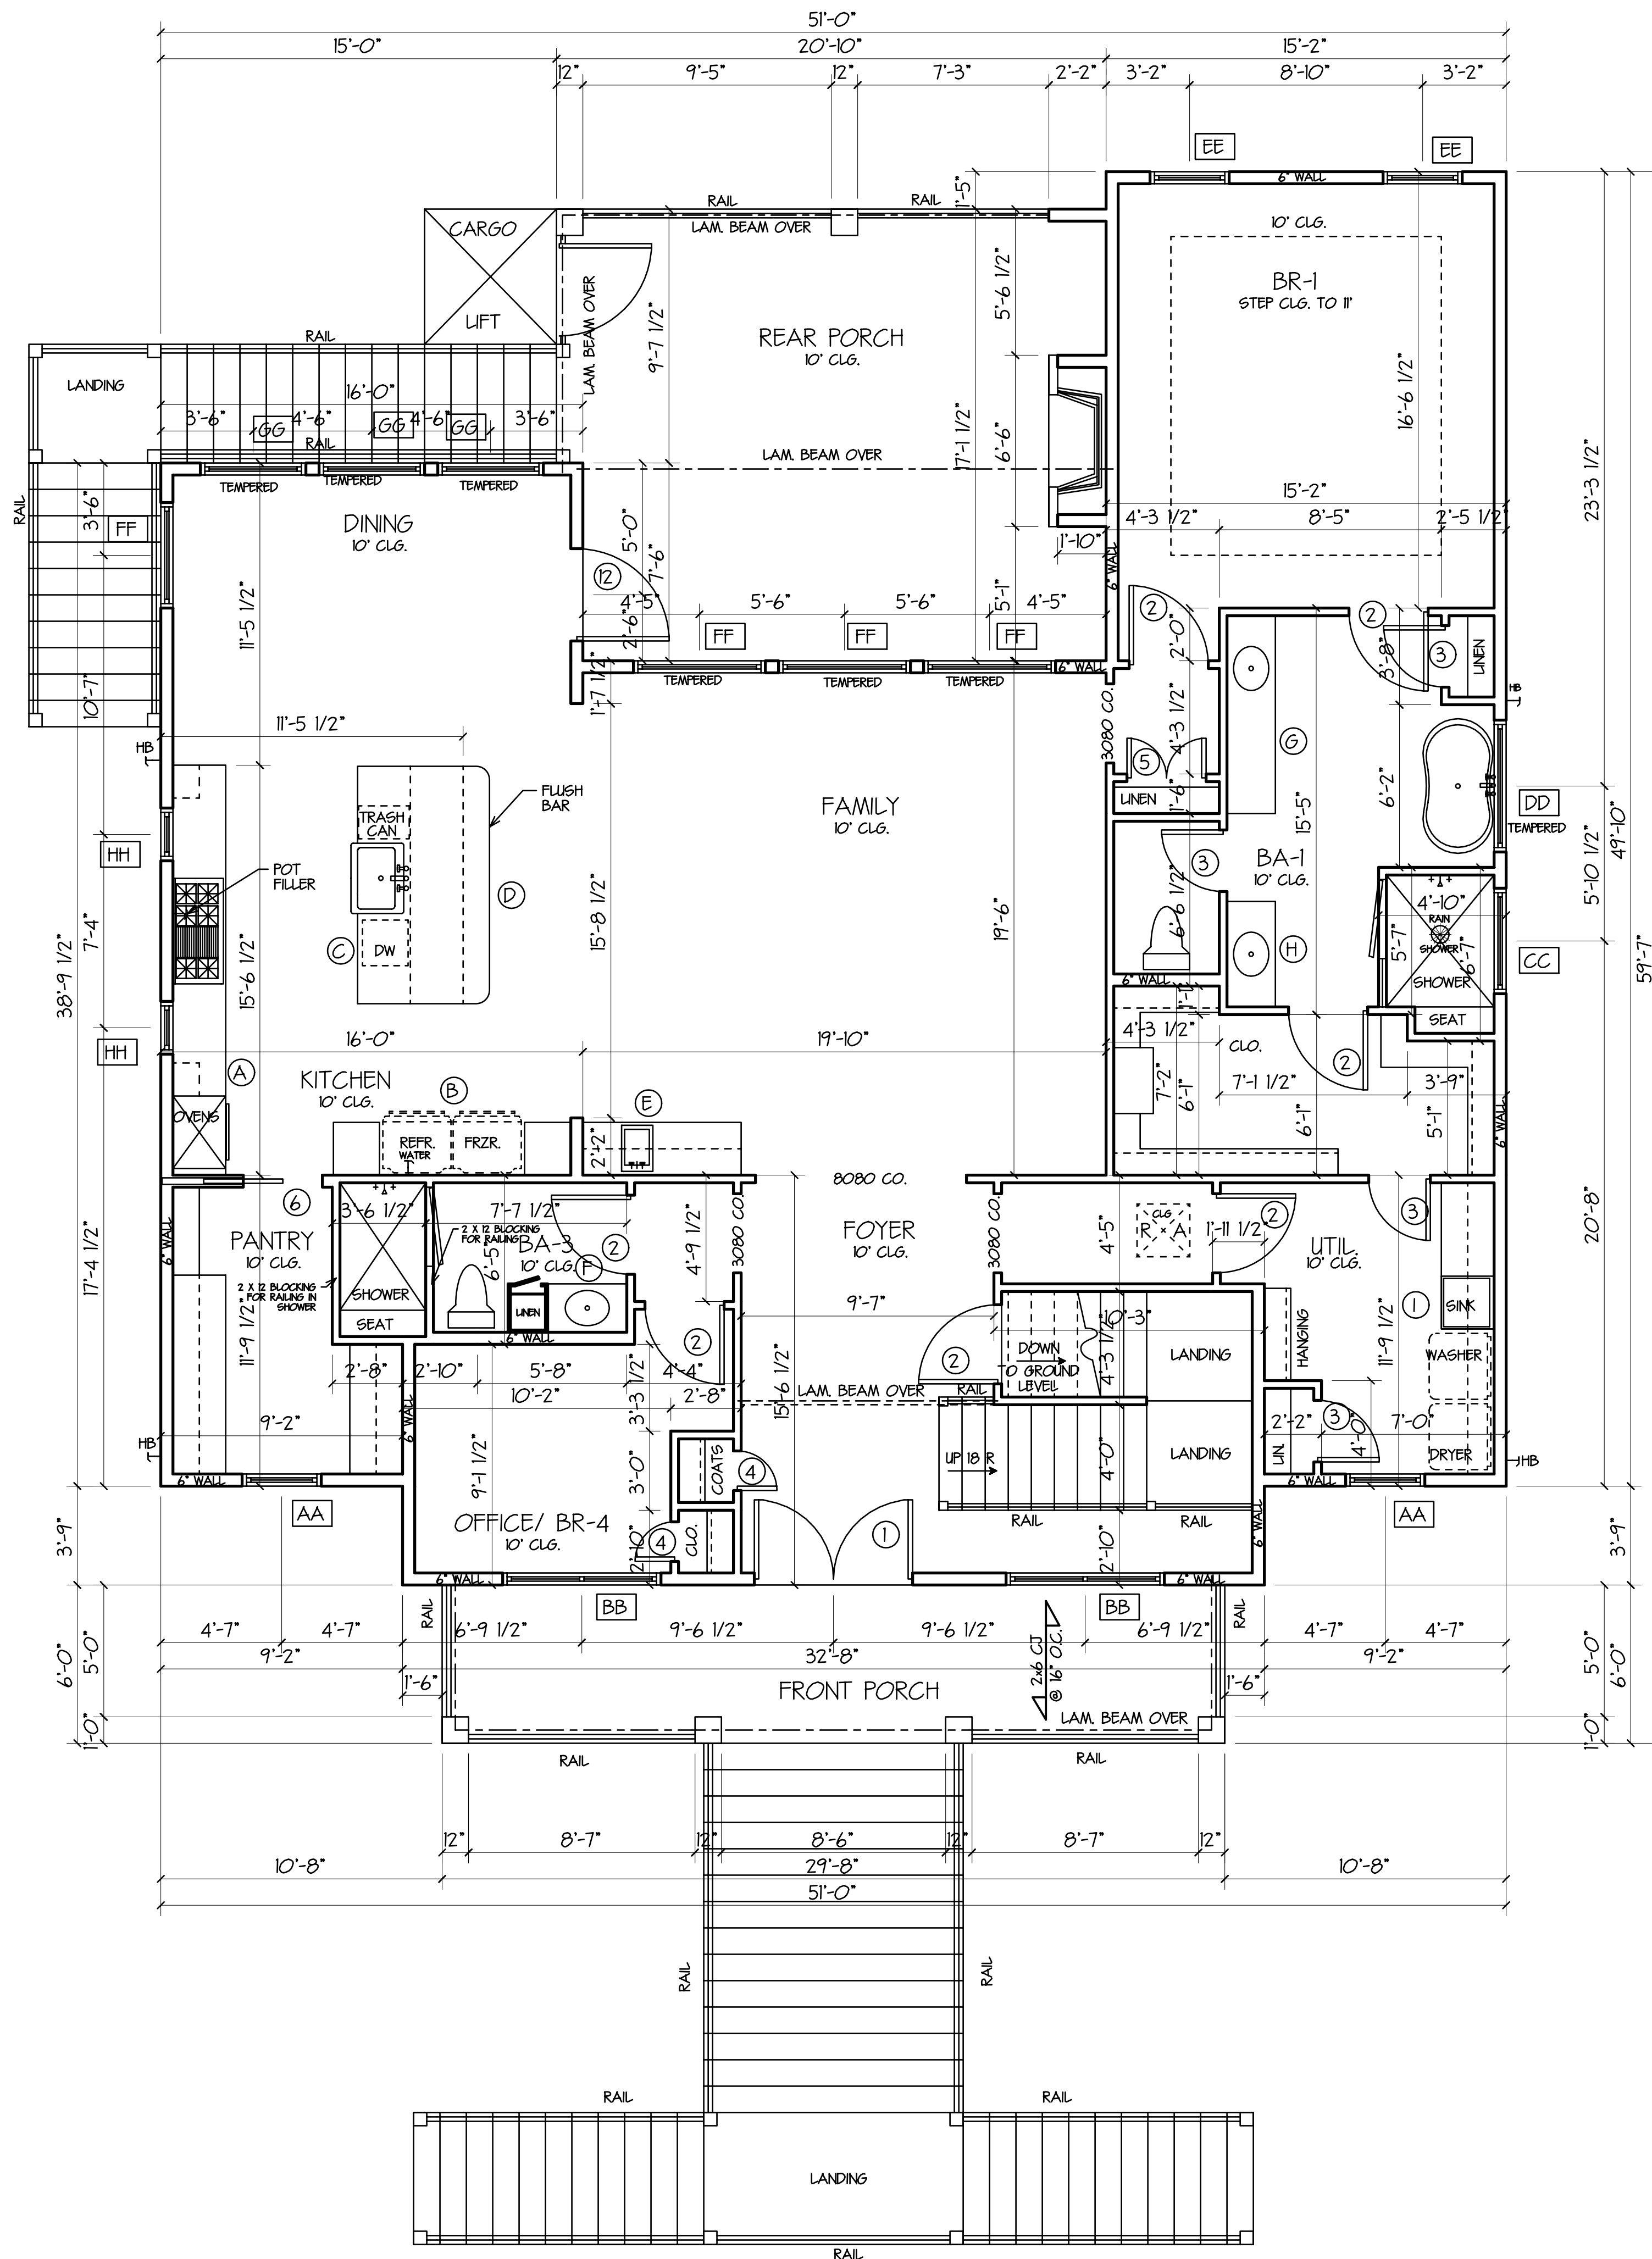 51'-0"
15'-0" 20'-10" 15'-2"
12" 9'-5" 12" 7'-3" 2'-2" 3'-2" 8'-10" 3'-2"
EE EE
6" WALL
1'-5"
RAIL RAIL
LAM. BEAM OVER
CARGO
LIFT
LAM. BEAM OVER
9'-7 1/2"
5'-6 1/2"
10' CLG.
BR-1
STEP CLG. TO 11'
REAR PORCH
10' CLG.
16'-6 1/2"
RAIL
LANDING
16'-0"
3'-6" 4'-6" 4'-6" 3'-6"
GG GG GG
RAIL
17'-1 1/2"
6'-6"
LAM. BEAM OVER
TEMPERED TEMPERED TEMPERED
RAIL
3'-6"
FF
DINING
10' CLG.
15'-2"
4'-3 1/2" 8'-5" 2'-5 1/2"
23'-3 1/2"
5'-0"
7'-6"
1'-10"
6" WALL
12
4'-5" 5'-6" 5'-6" 4'-5"
5'-1"
2'-6"
FF FF FF
TEMPERED TEMPERED TEMPERED
6" WALL
11'-5 1/2"
1'-7 1/2"
2
2'-0"
2
3'-8"
3
LINEN
HB
10'-7"
11'-5 1/2"
HB
3080 CO.
4'-3 1/2"
5
G
FLUSH
BAR
TRASH
CAN
FAMILY
10' CLG.
LINEN
1'-6"
15'-5"
6'-2"
DD
TEMPERED
5'-10 1/2"
49'-10"
HH
POT
FILLER
D
3
BA-1
10' CLG.
4'-10"
RAIN
SHOWER
SHOWER
SEAT
5'-7"
6'-7"
CC
59'-7"
7'-4"
38'-9 1/2"
15'-6 1/2"
C
DW
15'-8 1/2"
19'-6"
6'-6 1/2"
H
6" WALL
1'-1"
HH
16'-0" 19'-10"
4'-3 1/2"
CLO.
2
7'-1 1/2" 3'-9"
7'-2"
6'-1"
6'-1"
5'-1"
6" WALL
A
KITCHEN
10' CLG.
B
E
OVENS
REFR.
WATER
FRZR.
2'-2"
8080 CO.
6
3'-6 1/2" 7'-7 1/2"
2 X 12 BLOCKING
FOR RAILING
BA-3
10' CLG.
6'-5"
2
F
4'-9 1/2"
3080 CO.
FOYER
10' CLG.
3080 CO.
4'-5"
CLG
R A
1'-11 1/2"
2
3
UTIL.
10' CLG.
20'-8"
6" WALL
PANTRY
10' CLG.
2 X 12 BLOCKING
FOR RAILING IN
SHOWER
SHOWER
SEAT
LINEN
6" WALL
17'-4 1/2"
11'-9 1/2"
9'-7"
10'-3"
2
DOWN
TO GROUND
LEVEL
4'-3 1/2"
LANDING
HANGING
11'-9 1/2"
1
SINK
WASHER
2'-8" 2'-10" 5'-8" 4'-4"
10'-2" 2'-8"
2
3'-3 1/2"
15'-6 1/2"
LAM. BEAM OVER
RAIL
9'-2"
6" WALL
HB
6" WALL
9'-1 1/2"
3'-0"
COATS
4
UP 18 R
4'-0"
LANDING
2'-2"
3
4'-0"
7'-0"
LIN.
DRYER
HB
6" WALL
AA
OFFICE/ BR-4
10' CLG.
4
CLO.
2'-10"
1
RAIL RAIL
2'-10"
6" WALL
AA
3'-9"
3'-9"
6" WALL
BB
BB
6" WALL
RAIL
RAIL
4'-7" 4'-7" 6'-9 1/2" 9'-6 1/2" 9'-6 1/2" 6'-9 1/2" 4'-7" 4'-7"
9'-2" 32'-8" 9'-2"
1'-6"
1'-6"
2x6 CJ
@ 16" O.C.
6'-0"
5'-0"
5'-0"
6'-0"
FRONT PORCH
LAM. BEAM OVER
1'-0"
1'-0"
RAIL RAIL
12" 8'-7" 12" 8'-6" 12" 8'-7" 12"
10'-8" 29'-8" 10'-8"
51'-0"
RAIL RAIL
RAIL RAIL
LANDING
RAIL